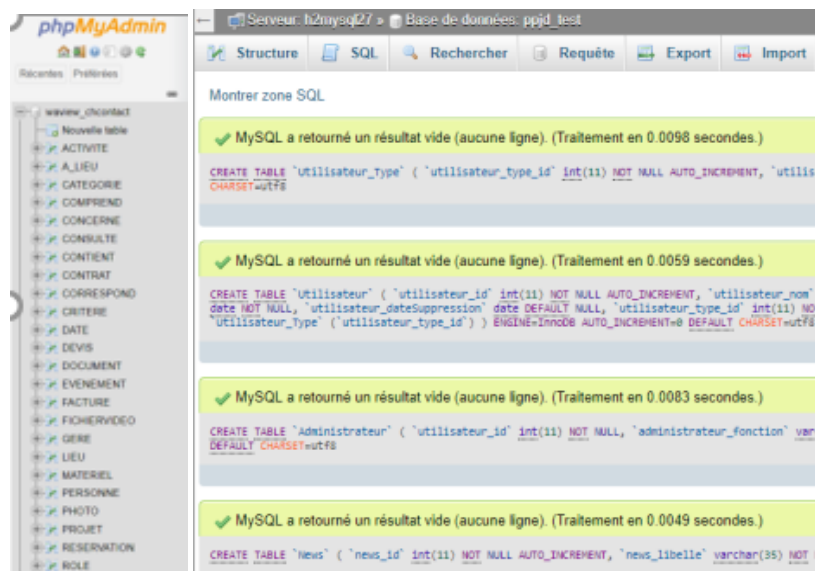 phpMyAdmin
Récentes Préférées
waview_chcontact
Nouvelle table
ACTIVITE
A_LIEU
CATEGORIE
COMPREND
CONCERNE
CONSULTE
CONTIENT
CONTRAT
CORRESPOND
CRITERE
DATE
DEVIS
DOCUMENT
EVENEMENT
FACTURE
FICHIERVIDEO
GERE
LIEU
MATERIEL
PERSONNE
PHOTO
PROJET
RESERVATION
ROLE
Serveur: h2mysql27 » Base de données: ppjd_test
Structure SQL Rechercher Requête Export Import
Montrer zone SQL
MySQL a retourné un résultat vide (aucune ligne). (Traitement en 0.0098 secondes.)
CREATE TABLE `Utilisateur_Type` ( `utilisateur_type_id` int(11) NOT NULL AUTO_INCREMENT, `utilis
CHARSET=utf8
MySQL a retourné un résultat vide (aucune ligne). (Traitement en 0.0059 secondes.)
CREATE TABLE `Utilisateur` ( `utilisateur_id` int(11) NOT NULL AUTO_INCREMENT, `utilisateur_nom`
date NOT NULL, `utilisateur_dateSuppression` date DEFAULT NULL, `utilisateur_type_id` int(11) NO
`Utilisateur_Type` (`utilisateur_type_id`) ) ENGINE=InnoDB AUTO_INCREMENT=0 DEFAULT CHARSET=utf8
MySQL a retourné un résultat vide (aucune ligne). (Traitement en 0.0083 secondes.)
CREATE TABLE `Administrateur` ( `utilisateur_id` int(11) NOT NULL, `administrateur_fonction` var
DEFAULT CHARSET=utf8
MySQL a retourné un résultat vide (aucune ligne). (Traitement en 0.0049 secondes.)
CREATE TABLE `News` ( `news_id` int(11) NOT NULL AUTO_INCREMENT, `news_libelle` varchar(35) NOT